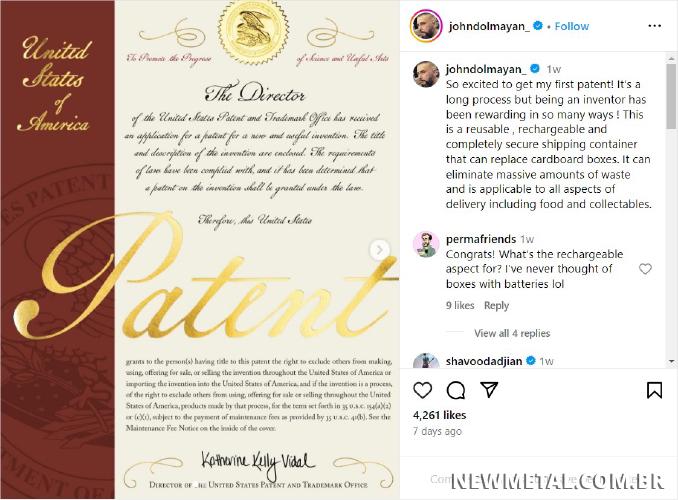 United
States
of
America
To Promote the Progress
of Science and Useful Arts
The Director
of the United States Patent and Trademark Office has received
an application for a patent for a new and useful invention. The title
and description of the invention are enclosed. The requirements
of law have been complied with, and it has been determined that
a patent on the invention shall be granted under the law.
Therefore, this United States
Patent
grants to the person(s) having title to this patent the right to exclude others from making,
using, offering for sale, or selling the invention throughout the United States of America or
importing the invention into the United States of America, and if the invention is a process,
of the right to exclude others from using, offering for sale or selling throughout the United
States of America, products made by that process, for the term set forth in 35 U.S.C. 154(a)(2)
or (c)(1), subject to the payment of maintenance fees as provided by 35 U.S.C. 41(b). See the
Maintenance Fee Notice on the inside of the cover.
Katherine Kelly Vidal
Director of the United States Patent and Trademark Office
johndolmayan_ • Follow
johndolmayan_ 1w
So excited to get my first patent! It's a
long process but being an inventor has
been rewarding in so many ways ! This
is a reusable , rechargeable and
completely secure shipping container
that can replace cardboard boxes. It can
eliminate massive amounts of waste
and is applicable to all aspects of
delivery including food and collectables.
permafriends 1w
Congrats! What's the rechargeable
aspect for? I've never thought of
boxes with batteries lol
9 likes Reply
View all 4 replies
shavoodadjian 1w
4,261 likes
7 days ago
NEWMETAL.COM.BR